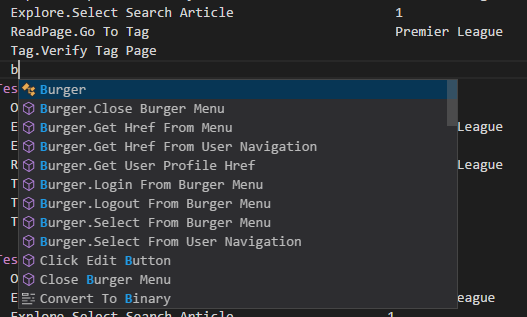 Explore.Select Search Article 1
ReadPage.Go To Tag Premier League
Tag.Verify Tag Page
b
Burger
Tes
Burger.Close Burger Menu
O
Burger.Get Href From Menu
E League
Burger.Get Href From User Navigation
E
Burger.Get User Profile Href
R League
Burger.Login From Burger Menu
T
Burger.Logout From Burger Menu
T
Burger.Select From Burger Menu
T
Burger.Select From User Navigation
Click Edit Button
Tes
Close Burger Menu
O
Convert To Binary
E eague
Explore.Select Search Article 1